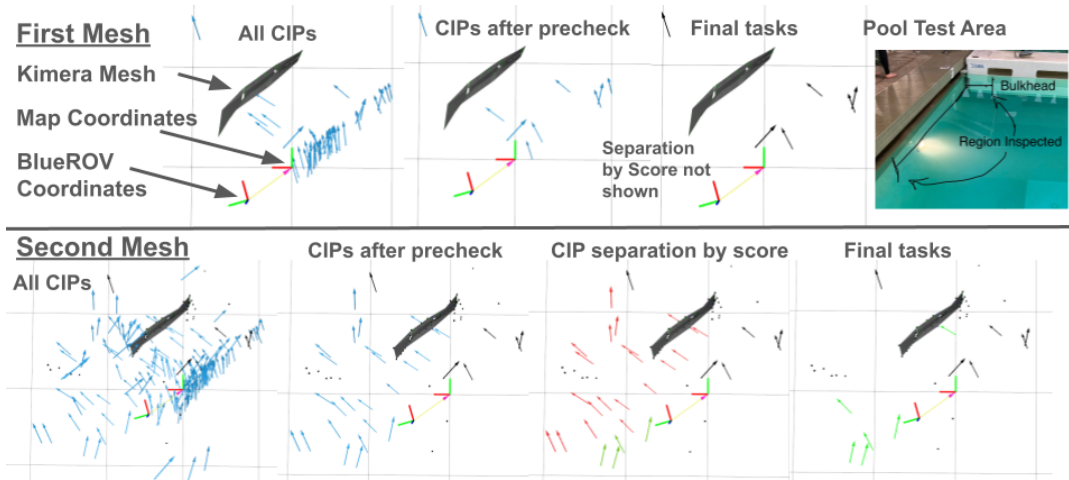 First Mesh
All CIPs
CIPs after precheck
Final tasks
Pool Test Area
Kimera Mesh
Map Coordinates
BlueROV
Coordinates
Separation
by Score not
shown
Bulkhead
Region Inspected
Second Mesh
All CIPs
CIPs after precheck
CIP separation by score
Final tasks